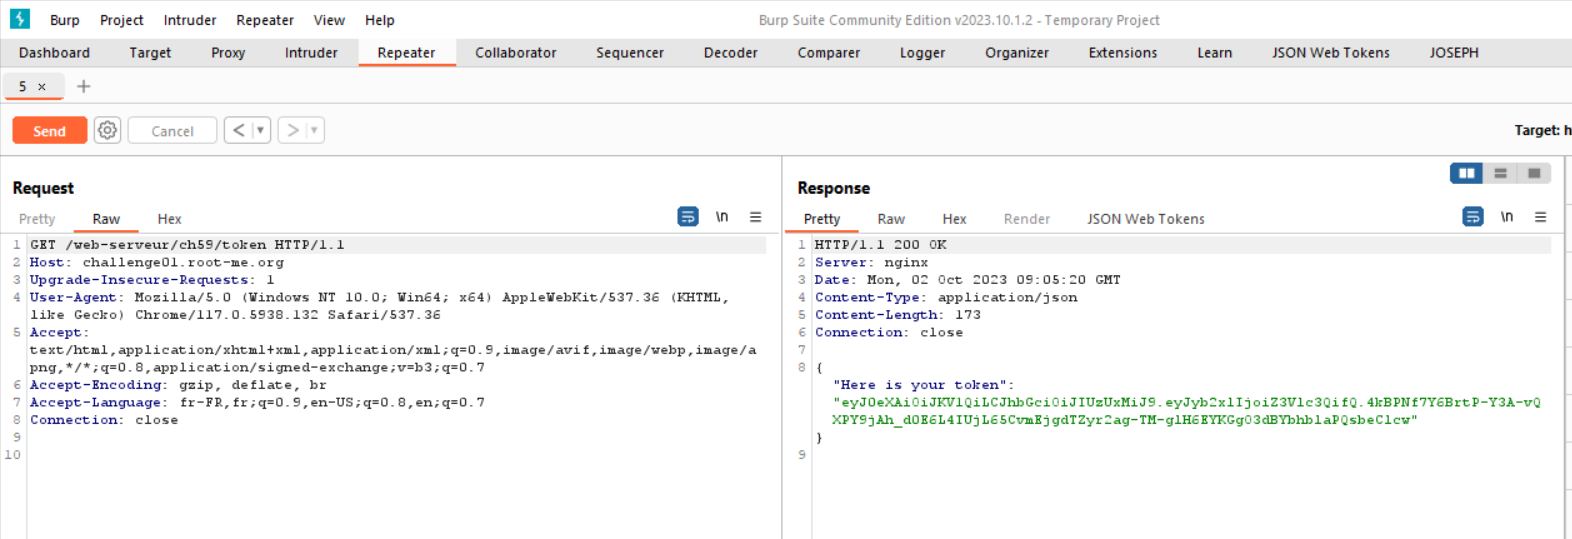 Burp Project Intruder Repeater View Help Burp Suite Community Edition v2023.10.1.2 - Temporary Project
Dashboard Target Proxy Intruder Repeater Collaborator Sequencer Decoder Comparer Logger Organizer Extensions Learn JSON Web Tokens JOSEPH
5 × +
Send Cancel < > Target: h
Request
Pretty Raw Hex \n
1 GET /web-serveur/ch59/token HTTP/1.1
2 Host: challenge01.root-me.org
3 Upgrade-Insecure-Requests: 1
4 User-Agent: Mozilla/5.0 (Windows NT 10.0; Win64; x64) AppleWebKit/537.36 (KHTML,
like Gecko) Chrome/117.0.5938.132 Safari/537.36
5 Accept:
text/html,application/xhtml+xml,application/xml;q=0.9,image/avif,image/webp,image/a
png,*/*;q=0.8,application/signed-exchange;v=b3;q=0.7
6 Accept-Encoding: gzip, deflate, br
7 Accept-Language: fr-FR,fr;q=0.9,en-US;q=0.8,en;q=0.7
8 Connection: close
9
10
Response
Pretty Raw Hex Render JSON Web Tokens \n
1 HTTP/1.1 200 OK
2 Server: nginx
3 Date: Mon, 02 Oct 2023 09:05:20 GMT
4 Content-Type: application/json
5 Content-Length: 173
6 Connection: close
7
8 {
"Here is your token":
"eyJ0eXAiOiJKV1QiLCJhbGciOiJIUzUxMiJ9.eyJyb2xlIjoiZ3Vlc3QifQ.4kBPNf7Y6BrtP-Y3A-vQ
XPY9jAh_d0E6L4IUjL65CvmEjgdTZyr2ag-TM-glH6EYKGgO3dBYbhblaPQsbeClcw"
}
9